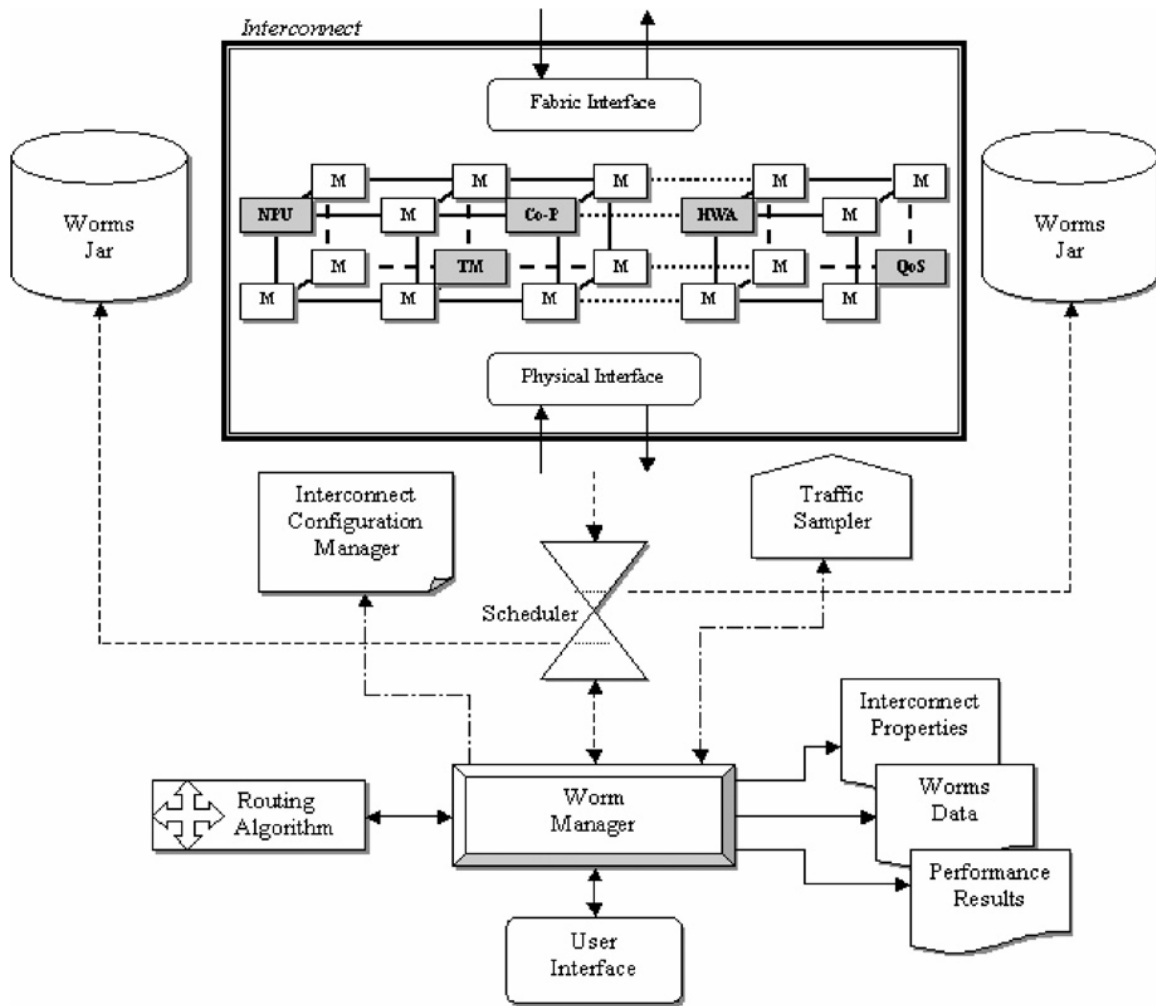 Interconnect
Fabric Interface
M M M M M
NPU M Co-P HWA M
M TM M M QoS
M M M M M
Physical Interface
Worms
Jar
Worms
Jar
Interconnect
Configuration
Manager
Traffic
Sampler
Scheduler
Interconnect
Properties
Routing
Algorithm
Worm
Manager
Worms
Data
Performance
Results
User
Interface